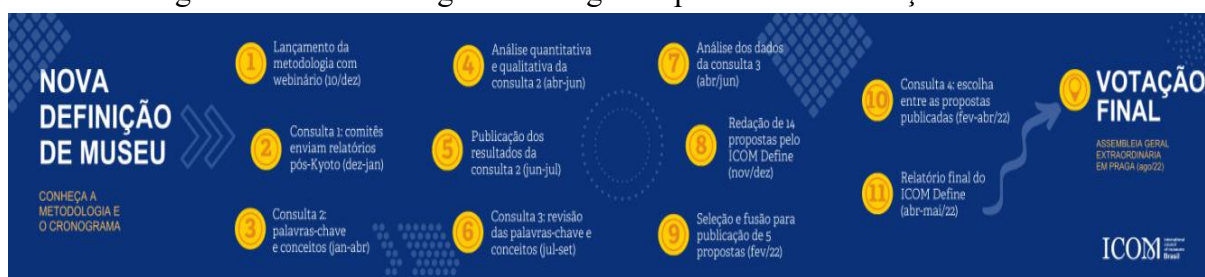 NOVA
DEFINIÇÃO
DE MUSEU
CONHEÇA A
METODOLOGIA E
O CRONOGRAMA
1
Lançamento da
metodologia com
webinário (10/dez)
2
Consulta 1: comitês
enviam relatórios
pós-Kyoto (dez-jan)
3
Consulta 2:
palavras-chave
e conceitos (jan-abr)
4
Análise quantitativa
e qualitativa da
consulta 2 (abr-jun)
5
Publicação dos
resultados da
consulta 2 (jun-jul)
6
Consulta 3: revisão
das palavras-chave e
conceitos (jul-set)
7
Análise dos dados
da consulta 3
(abr/jun)
8
Redação de 14
propostas pelo
ICOM Define
(nov/dez)
9
Seleção e fusão para
publicação de 5
propostas (fev/22)
10
Consulta 4: escolha
entre as propostas
publicadas (fev-abr/22)
11
Relatório final do
ICOM Define
(abr-mai/22)
VOTAÇÃO
FINAL
ASSEMBLEIA GERAL
EXTRAORDINÁRIA
EM PRAGA (ago/22)
ICOM
international
council
of museums
Brasil